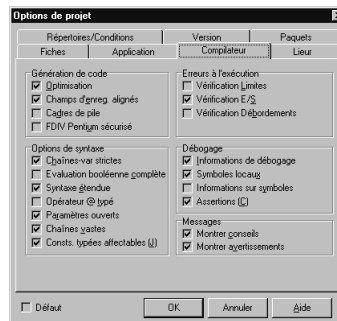 Options de projet
Répertoires/Conditions Version Paquets
Fiches Application Compilateur Lieur
Génération de code
Optimisation
Champs d'enreg. alignés
Cadres de pile
FDIV Pentium sécurisé
Erreurs à l'exécution
Vérification Limites
Vérification E/S
Vérification Débordements
Options de syntaxe
Chaînes-var strictes
Evaluation booléenne complète
Syntaxe étendue
Opérateur @ typé
Paramètres ouverts
Chaînes vastes
Consts. typées affectables (J)
Débogage
Informations de débogage
Symboles locaux
Informations sur symboles
Assertions (C)
Messages
Montrer conseils
Montrer avertissements
Défaut OK Annuler Aide